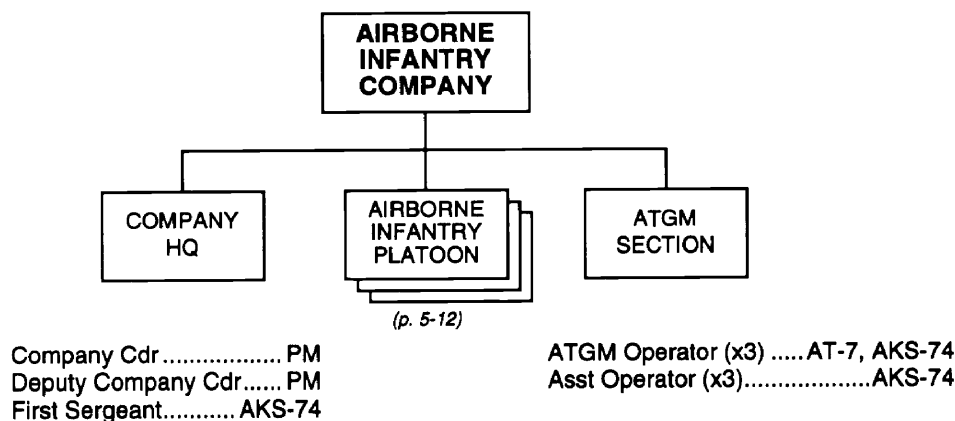 AIRBORNE
INFANTRY
COMPANY
COMPANY
HQ
AIRBORNE
INFANTRY
PLATOON
ATGM
SECTION
(p. 5-12)
Company Cdr .................. PM
Deputy Company Cdr...... PM
First Sergeant........... AKS-74
ATGM Operator (x3) .....AT-7, AKS-74
Asst Operator (x3)....................AKS-74